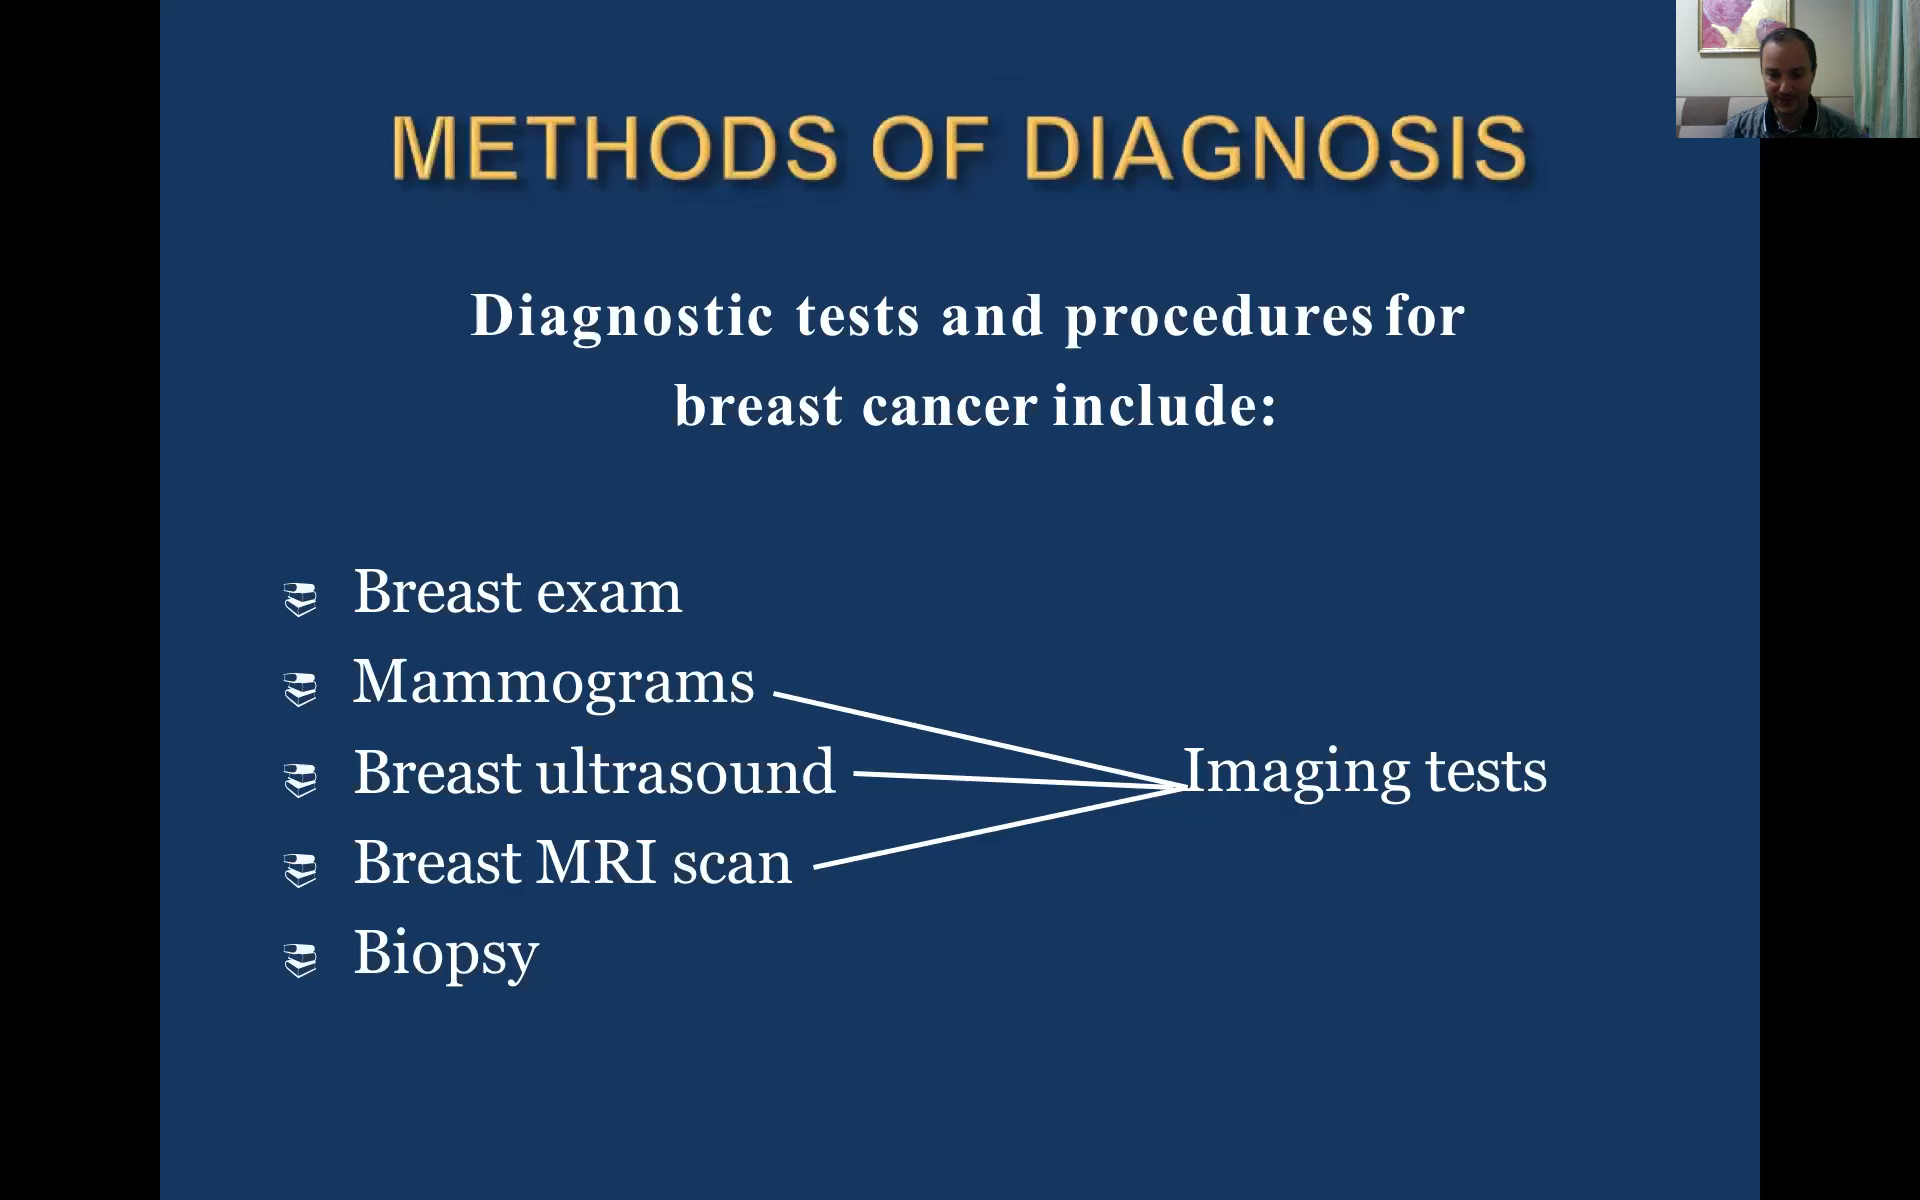 METHODS OF DIAGNOSIS
Diagnostic tests and procedures for
breast cancer include:
Breast exam
Mammograms
Breast ultrasound
Imaging tests
Breast MRI scan
Biopsy